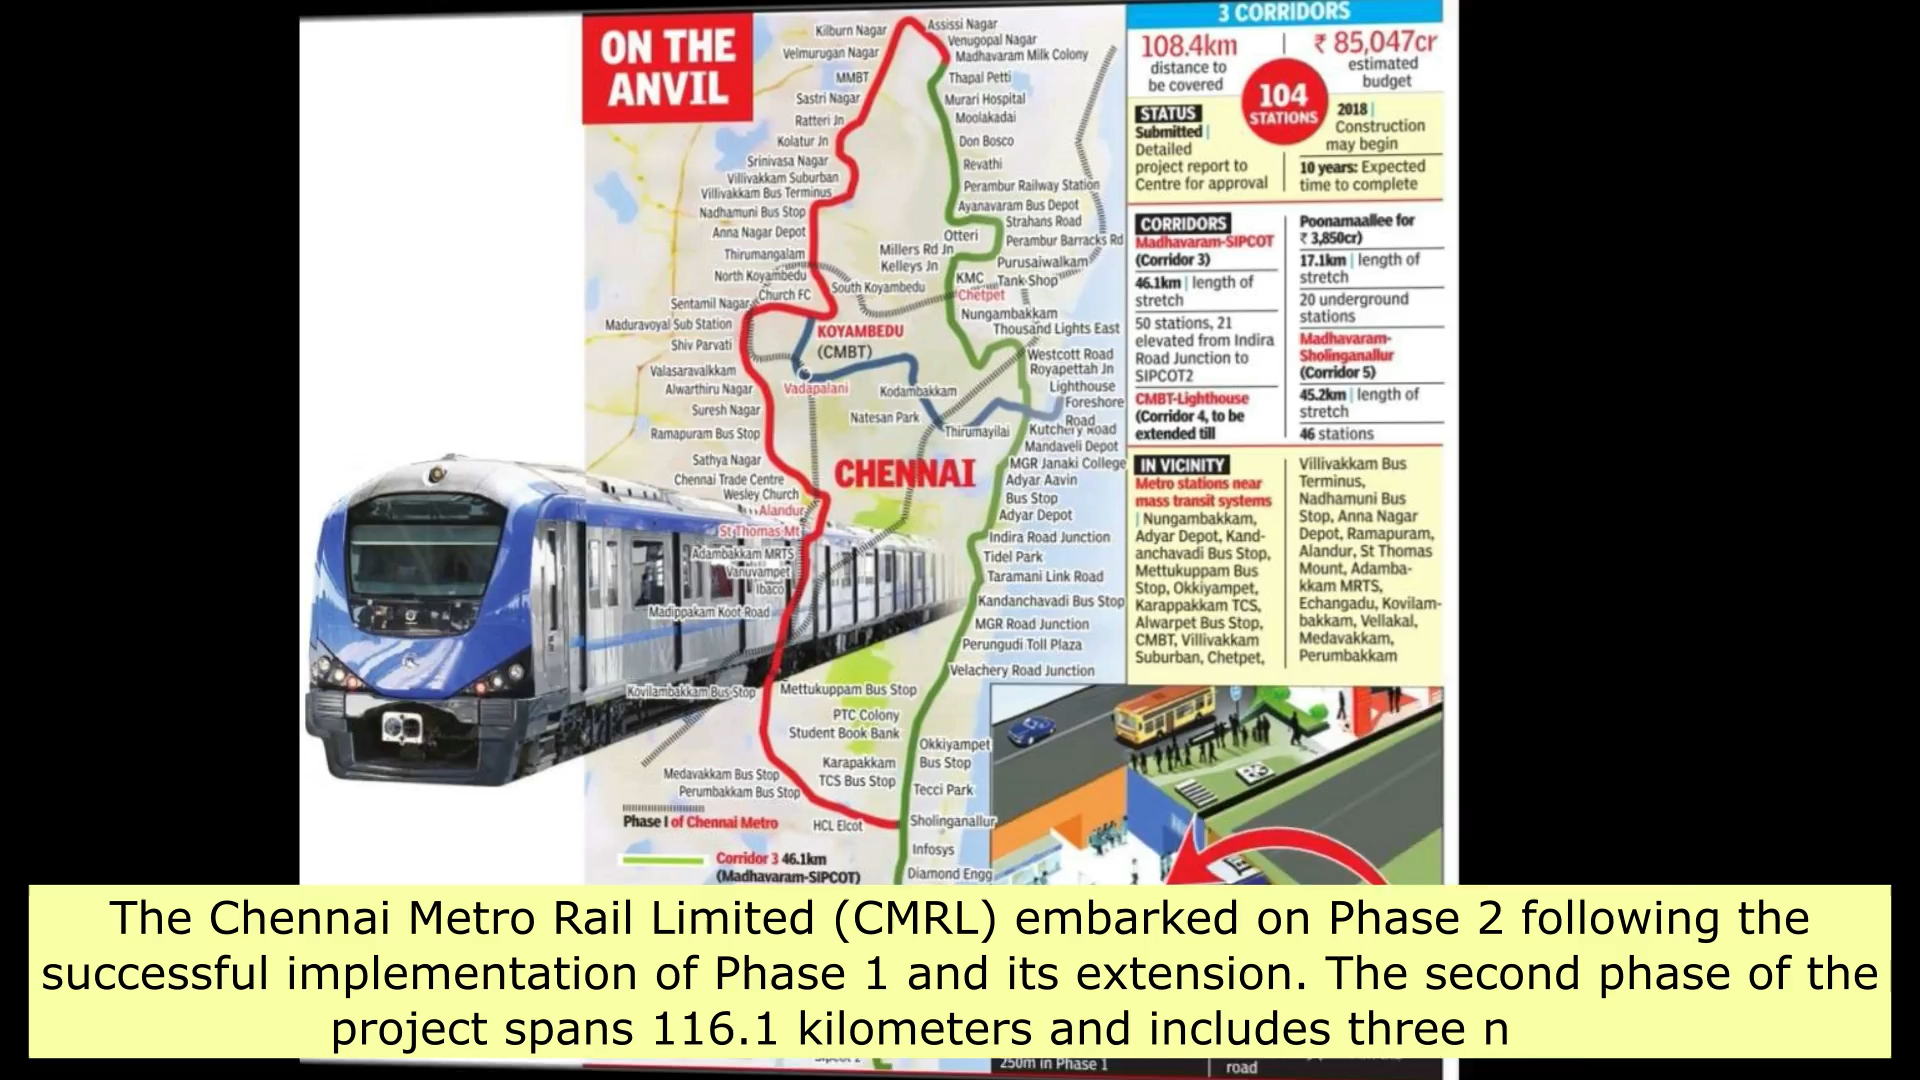 ON THE
ANVIL
Kilburn Nagar
Velmurugan Nagar
MMBT
Sastri Nagar
Ratteri Jn
Kolatur Jn
Srinivasa Nagar
Villivakkam Suburban
Villivakkam Bus Terminus
Nadhamuni Bus Stop
Anna Nagar Depot
Thirumangalam
North Koyambedu
Church FC
Sentamil Nagar
Maduravoyal Sub Station
Shiv Parvati
Valasaravalkkam
Alwarthiru Nagar
Suresh Nagar
Ramapuram Bus Stop
Sathya Nagar
Chennai Trade Centre
Wesley Church
Alandur
St Thomas Mt
Adambakkam MRTS
Vanuvampet
Ibaco
Madippakam Koot Road
Kovilambakkam Bus Stop
Medavakkam Bus Stop
Perumbakkam Bus Stop
HCL Elcot
Assissi Nagar
Venugopal Nagar
Madhavaram Milk Colony
Thapal Petti
Murari Hospital
Moolakadai
Don Bosco
Revathi
Perambur Railway Station
Ayanavaram Bus Depot
Strahans Road
Otteri
Perambur Barracks Rd
Millers Rd Jn
Kelleys Jn
Purusaiwalkam
KMC
Tank Shop
South Koyambedu
Chetpet
Nungambakkam
Thousand Lights East
KOYAMBEDU
(CMBT)
Westcott Road
Royapettah Jn
Vadapalani
Kodambakkam
Lighthouse
Foreshore
Road
Natesan Park
Thirumayilai
Kutchery Road
Mandaveli Depot
CHENNAI
MGR Janaki College
Adyar Aavin
Bus Stop
Adyar Depot
Indira Road Junction
Tidel Park
Taramani Link Road
Kandanchavadi Bus Stop
MGR Road Junction
Perungudi Toll Plaza
Velachery Road Junction
Mettukuppam Bus Stop
PTC Colony
Student Book Bank
Okkiyampet
Bus Stop
Karapakkam
TCS Bus Stop
Tecci Park
Sholinganallur
Infosys
Diamond Engg
Phase I of Chennai Metro
Corridor 3 46.1km
(Madhavaram-SIPCOT)
3 CORRIDORS
108.4km
distance to
be covered
₹ 85,047cr
estimated
budget
104
STATIONS
STATUS
Submitted |
Detailed
project report to
Centre for approval
2018 |
Construction
may begin
10 years: Expected
time to complete
CORRIDORS
Madhavaram-SIPCOT
(Corridor 3)
46.1km | length of
stretch
50 stations, 21
elevated from Indira
Road Junction to
SIPCOT2
CMBT-Lighthouse
(Corridor 4, to be
extended till
Poonamaallee for
₹ 3,850cr)
17.1km | length of
stretch
20 underground
stations
Madhavaram-
Sholinganallur
(Corridor 5)
45.2km | length of
stretch
46 stations
IN VICINITY
Metro stations near
mass transit systems
| Nungambakkam,
Adyar Depot, Kand-
anchavadi Bus Stop,
Mettukuppam Bus
Stop, Okkiyampet,
Karappakkam TCS,
Alwarpet Bus Stop,
CMBT, Villivakkam
Suburban, Chetpet,
Villivakkam Bus
Terminus,
Nadhamuni Bus
Stop, Anna Nagar
Depot, Ramapuram,
Alandur, St Thomas
Mount, Adamba-
kkam MRTS,
Echangadu, Kovilam-
bakkam, Vellakal,
Medavakkam,
Perumbakkam
The Chennai Metro Rail Limited (CMRL) embarked on Phase 2 following the
successful implementation of Phase 1 and its extension. The second phase of the
project spans 116.1 kilometers and includes three n
250m in Phase 1
road